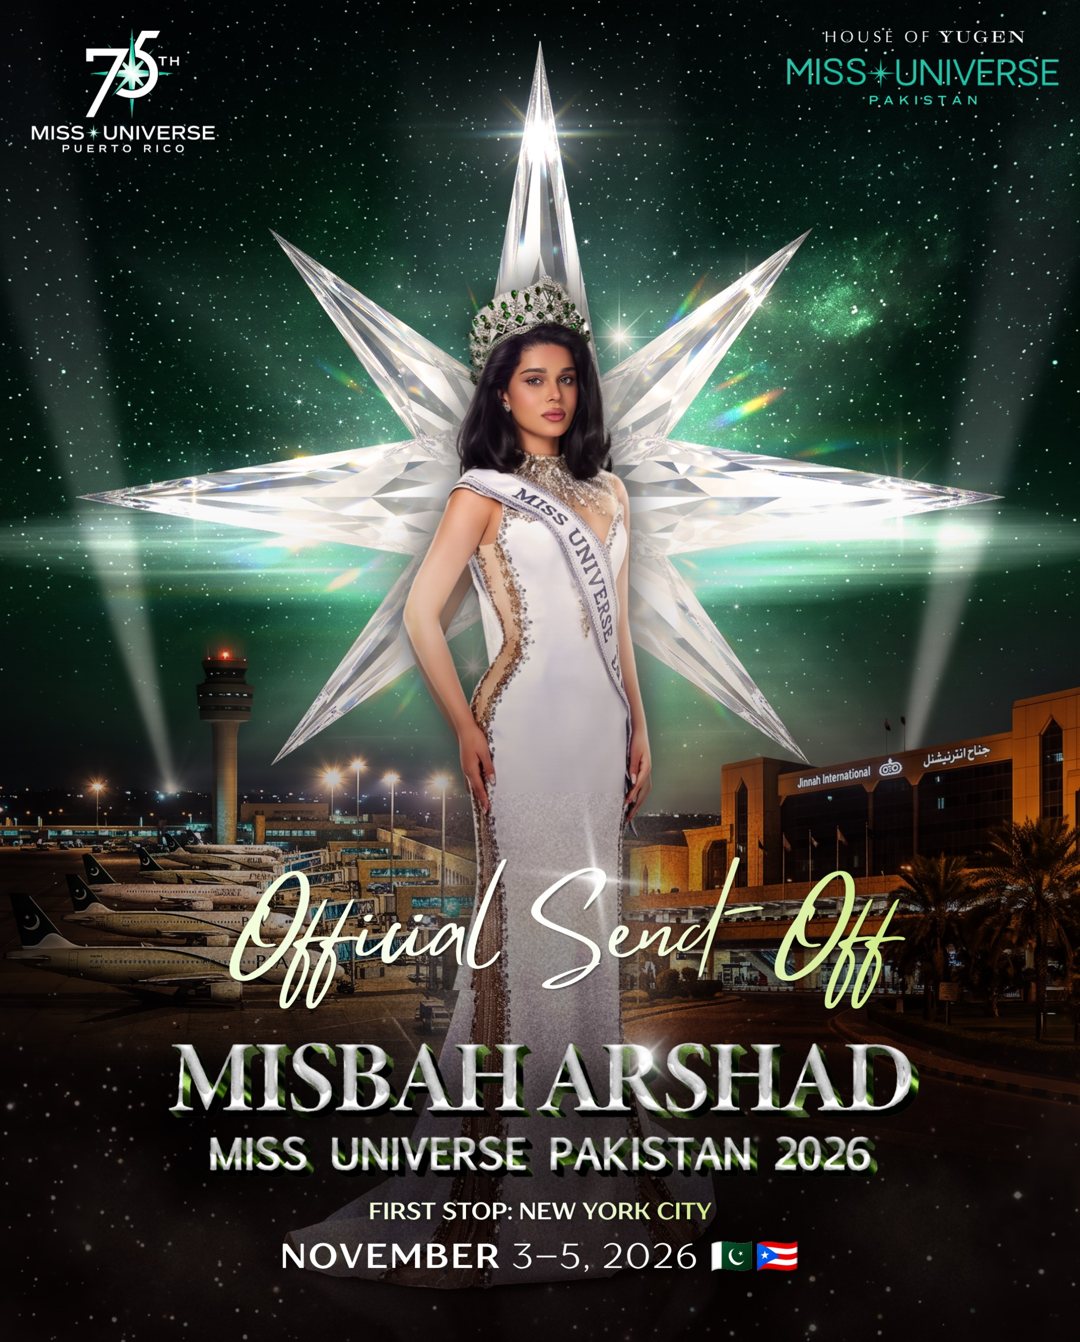 75TH
MISS UNIVERSE
PUERTO RICO
HOUSE OF YUGEN
MISS UNIVERSE
PAKISTAN
MISS UNIVERSE
Jinnah International
جناح انٹرنیشنل
Official Send-Off
MISBAH ARSHAD
MISS UNIVERSE PAKISTAN 2026
FIRST STOP: NEW YORK CITY
NOVEMBER 3–5, 2026